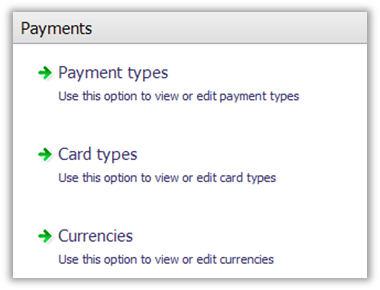 Payments
Payment types
Use this option to view or edit payment types
Card types
Use this option to view or edit card types
Currencies
Use this option to view or edit currencies